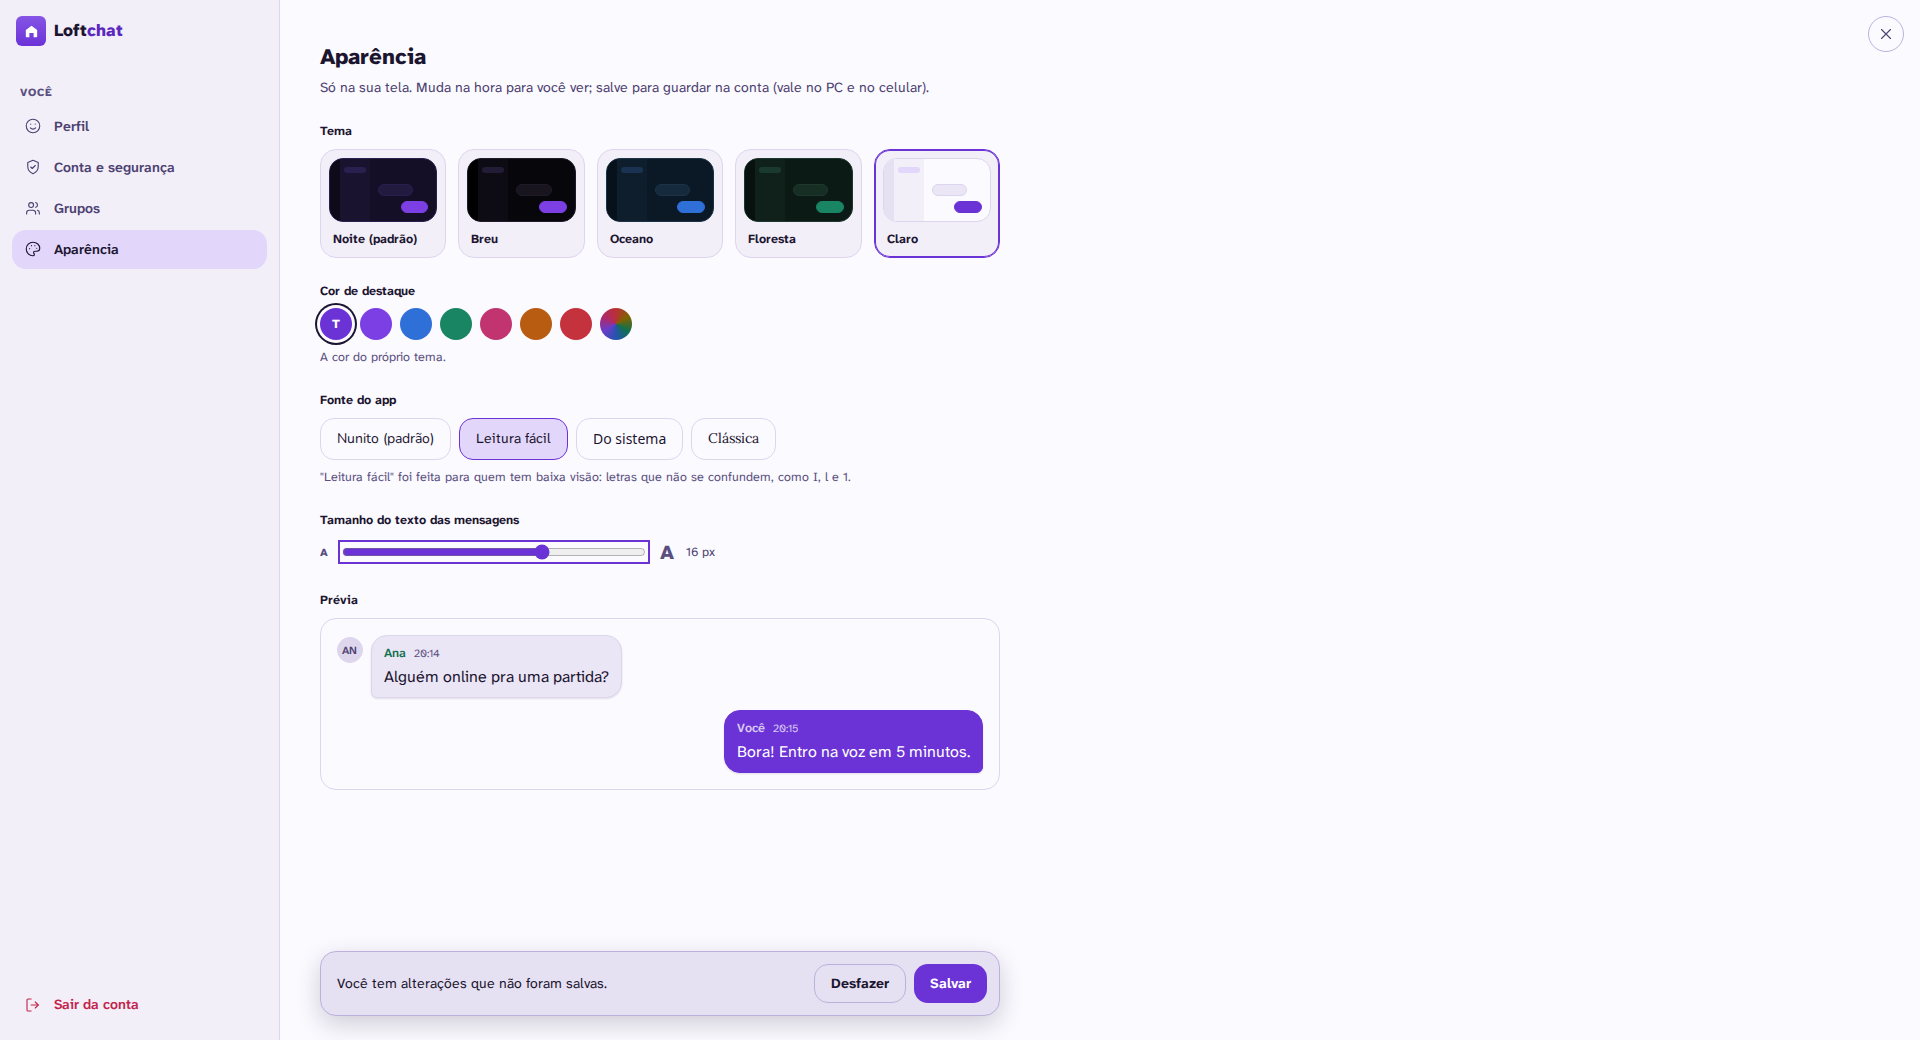 Loftchat
VOCÊ
Perfil
Conta e segurança
Grupos
Aparência
Sair da conta
Aparência
Só na sua tela. Muda na hora para você ver; salve para guardar na conta (vale no PC e no celular).
Tema
Noite (padrão)
Breu
Oceano
Floresta
Claro
Cor de destaque
T
A cor do próprio tema.
Fonte do app
Nunito (padrão)
Leitura fácil
Do sistema
Clássica
"Leitura fácil" foi feita para quem tem baixa visão: letras que não se confundem, como I, l e 1.
Tamanho do texto das mensagens
A A 16 px
Prévia
AN
Ana 20:14
Alguém online pra uma partida?
Você 20:15
Bora! Entro na voz em 5 minutos.
Você tem alterações que não foram salvas.
Desfazer
Salvar